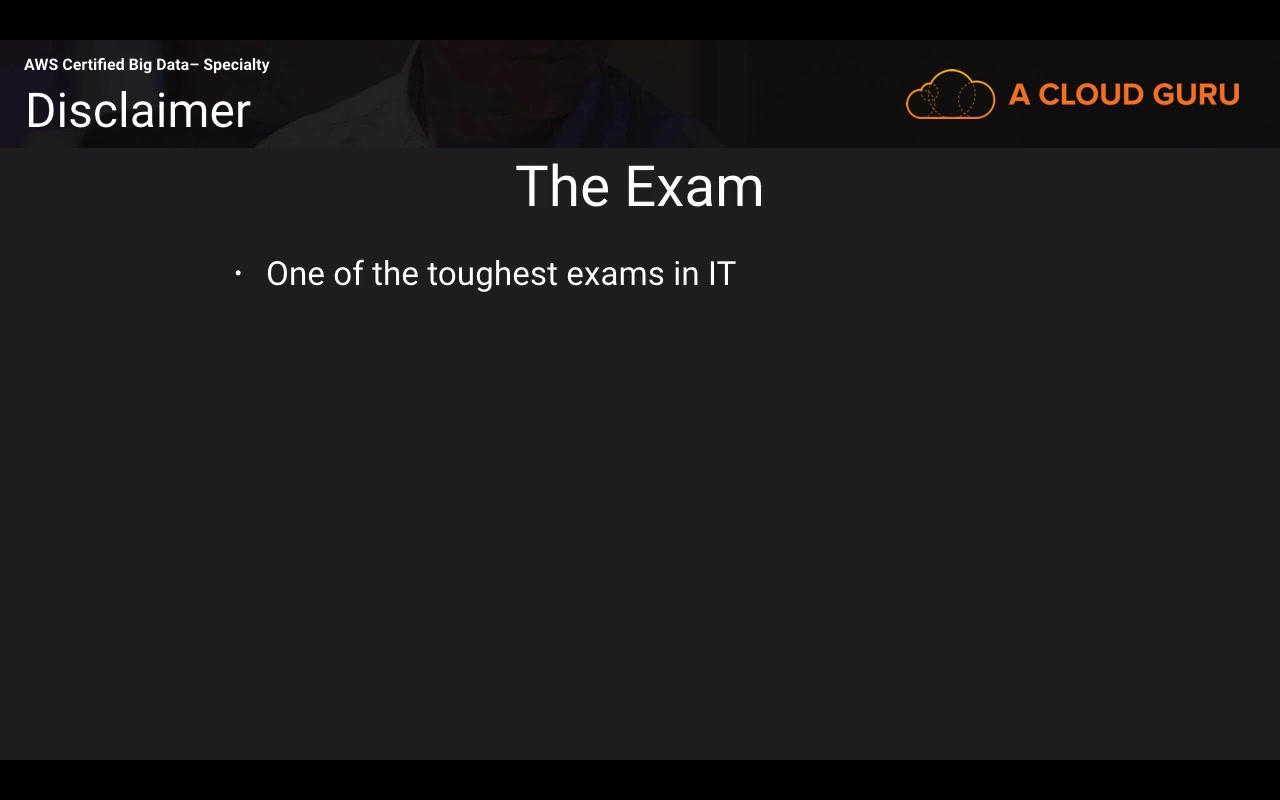 AWS Certified Big Data– Specialty
Disclaimer
A CLOUD GURU
The Exam
• One of the toughest exams in IT